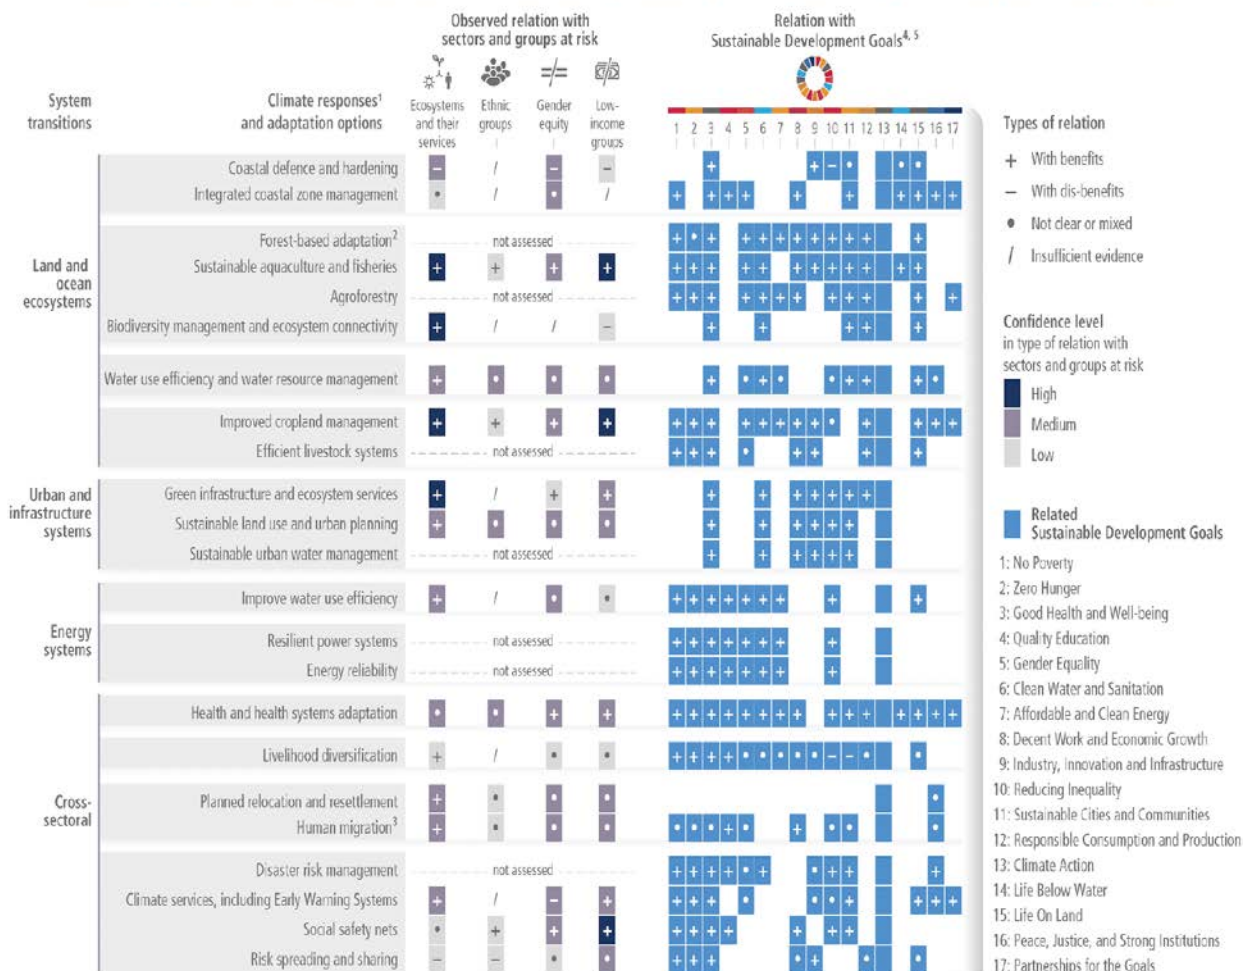 Observed relation with
sectors and groups at risk
Relation with
Sustainable Development Goals4, 5
System
transitions
Climate responses1
and adaptation options
Ecosystems
and their
services
Ethnic
groups
Gender
equity
Low-
income
groups
1 2 3 4 5 6 7 8 9 10 11 12 13 14 15 16 17
Land and
ocean
ecosystems
Coastal defence and hardening − / − − + + − • • •
Integrated coastal zone management • / • / + + + + + + + + + +
Forest-based adaptation2 not assessed + • + + + + + + + + + +
Sustainable aquaculture and fisheries + + + + + + + + + + + + + + + +
Agroforestry not assessed + + + + + + + + + + + +
Biodiversity management and ecosystem connectivity + / / − + + + + +
Water use efficiency and water resource management + • • • + • + • • + + + •
Improved cropland management + + + + + + + + + + + + • + + + +
Efficient livestock systems not assessed + + + • + + + +
Urban and
infrastructure
systems
Green infrastructure and ecosystem services + / + + + + + + + + +
Sustainable land use and urban planning + • • • + + + + + +
Sustainable urban water management not assessed + + + + + +
Energy
systems
Improve water use efficiency + / • • + + + + + + + + +
Resilient power systems not assessed + + + + + + + +
Energy reliability not assessed + + + + + + + +
Cross-
sectoral
Health and health systems adaptation • • + + + + + + + + + + + + + + + + +
Livelihood diversification + / • • + + + + • • • • • − − • •
Planned relocation and resettlement + • • • •
Human migration3 + • • • • • • + • + • • •
Disaster risk management not assessed + + + + • + • + + +
Climate services, including Early Warning Systems + / − + + + + • • • + + + +
Social safety nets • + + + + + + + + + +
Risk spreading and sharing − − • • + + + • + • •
Types of relation
+ With benefits
− With dis-benefits
• Not clear or mixed
/ Insufficient evidence
Confidence level
in type of relation with
sectors and groups at risk
High
Medium
Low
Related
Sustainable Development Goals
1: No Poverty
2: Zero Hunger
3: Good Health and Well-being
4: Quality Education
5: Gender Equality
6: Clean Water and Sanitation
7: Affordable and Clean Energy
8: Decent Work and Economic Growth
9: Industry, Innovation and Infrastructure
10: Reducing Inequality
11: Sustainable Cities and Communities
12: Responsible Consumption and Production
13: Climate Action
14: Life Below Water
15: Life On Land
16: Peace, Justice, and Strong Institutions
17: Partnerships for the Goals